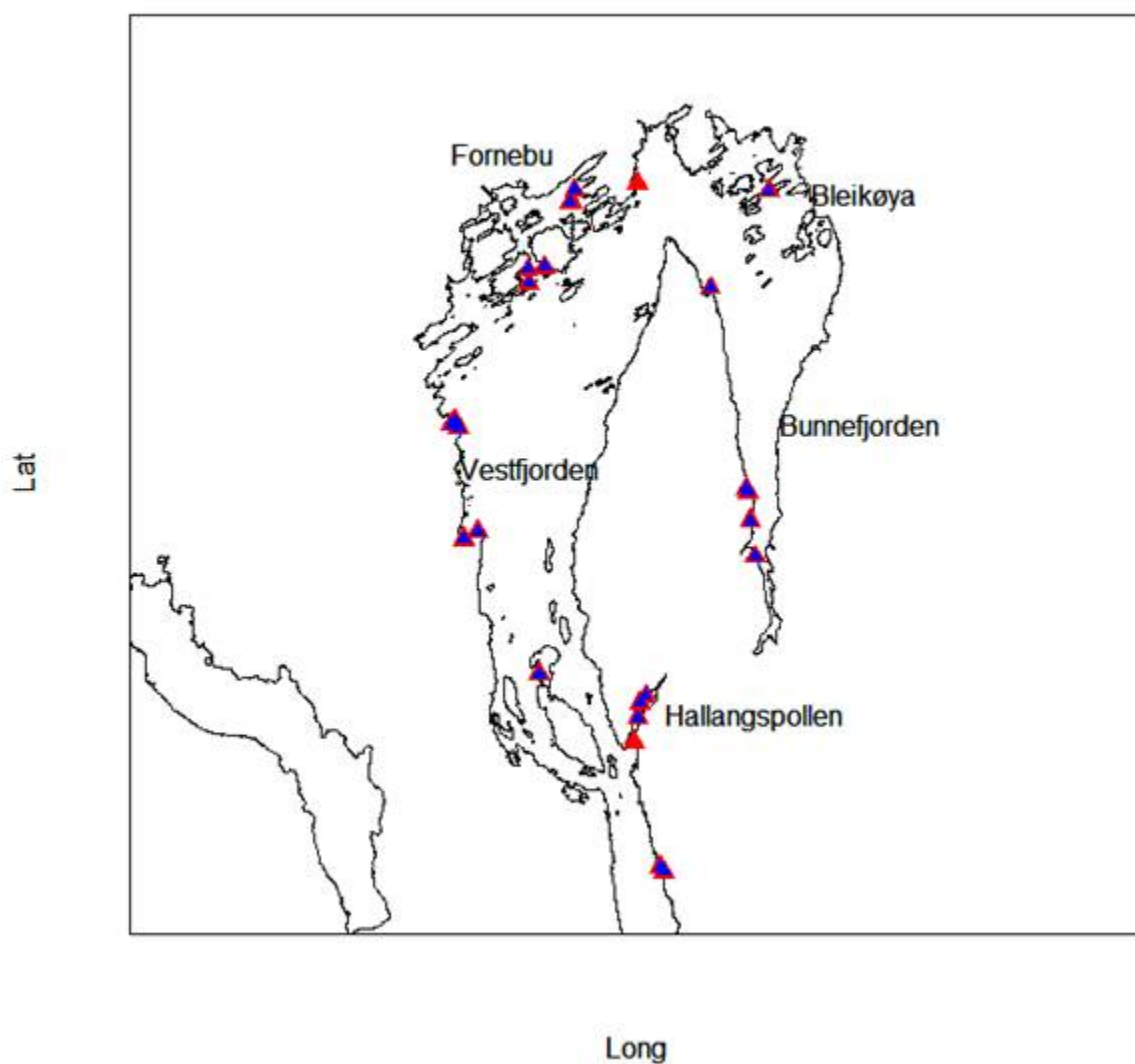 Fornebu
Bleikøya
Bunnefjorden
Vestfjorden
Hallangspollen
Lat
Long